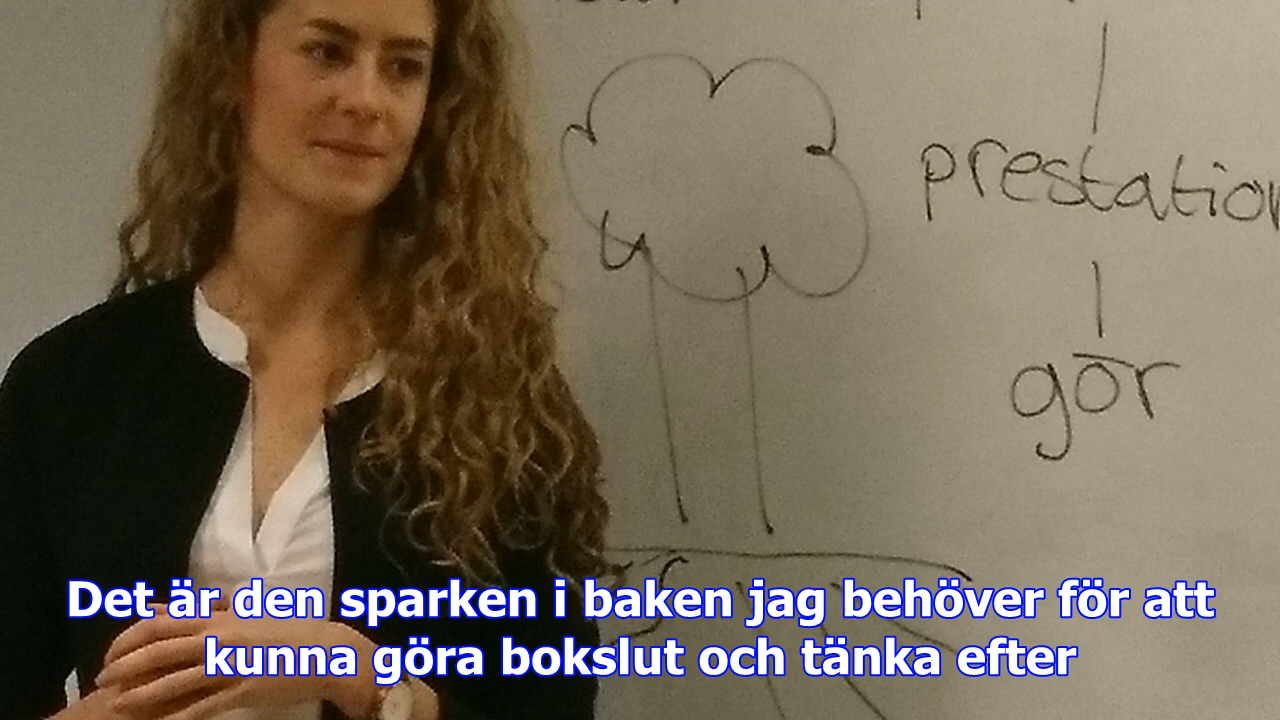 prestation
gör
Det är den sparken i baken jag behöver för att
kunna göra bokslut och tänka efter